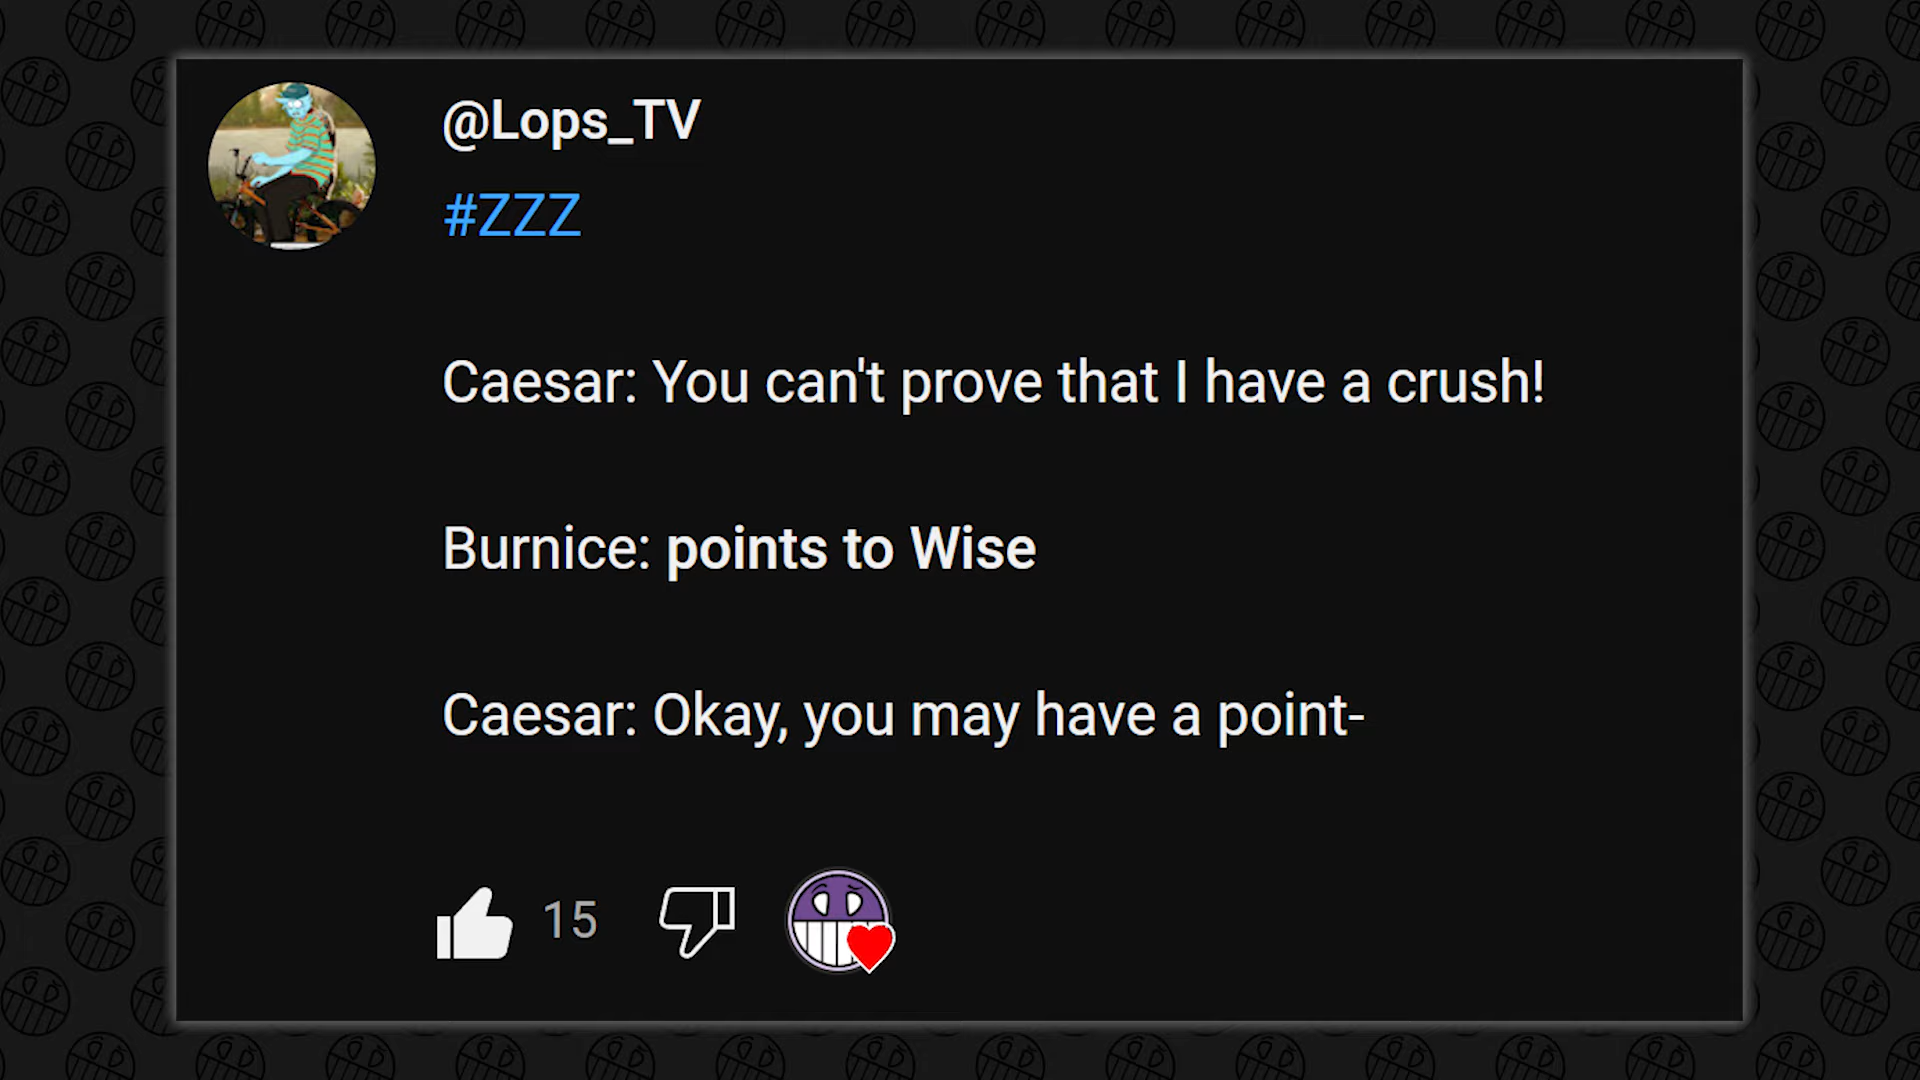 @Lops_TV
#ZZZ
Caesar: You can't prove that I have a crush!
Burnice: points to Wise
Caesar: Okay, you may have a point-
15